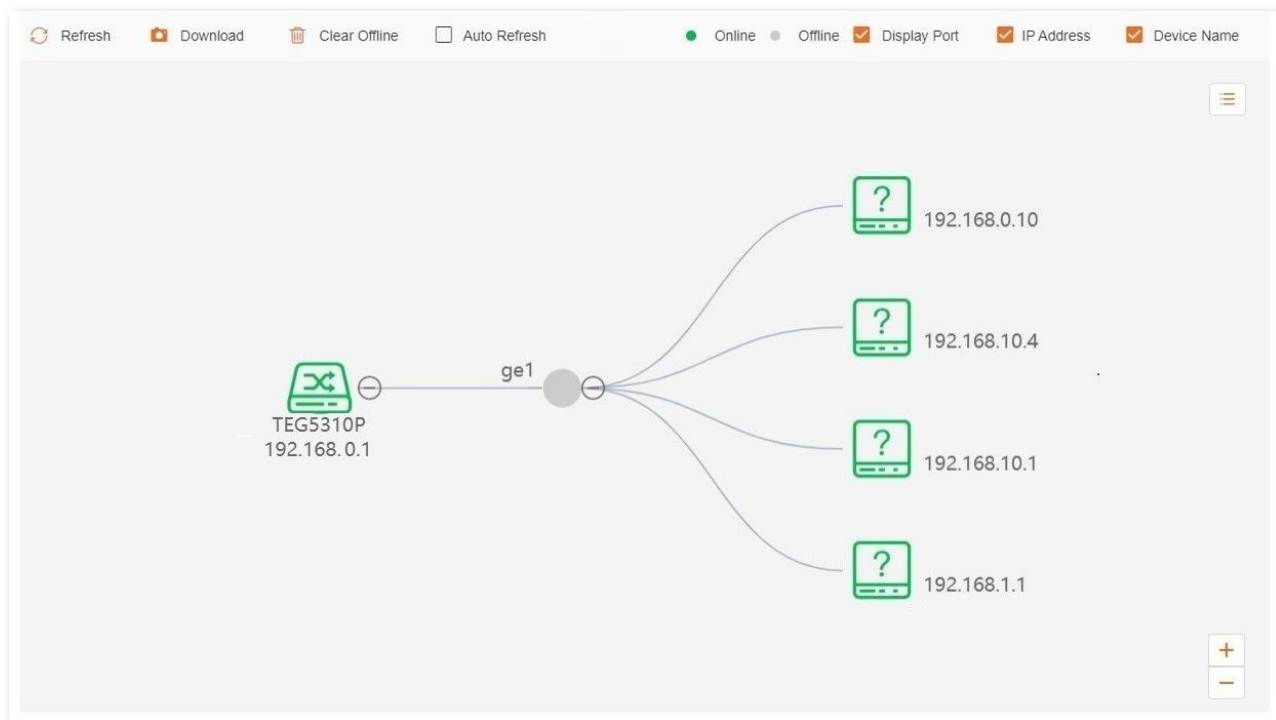 Refresh Download Clear Offline Auto Refresh Online Offline Display Port IP Address Device Name
? 192.168.0.10
? 192.168.10.4
ge1
TEG5310P
192.168.0.1
? 192.168.10.1
? 192.168.1.1